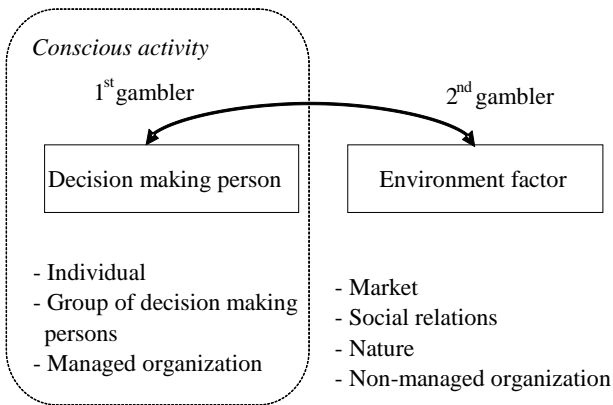 Conscious activity
1st gambler
2nd gambler
Decision making person
Environment factor
- Individual
- Group of decision making
persons
- Managed organization
- Market
- Social relations
- Nature
- Non-managed organization